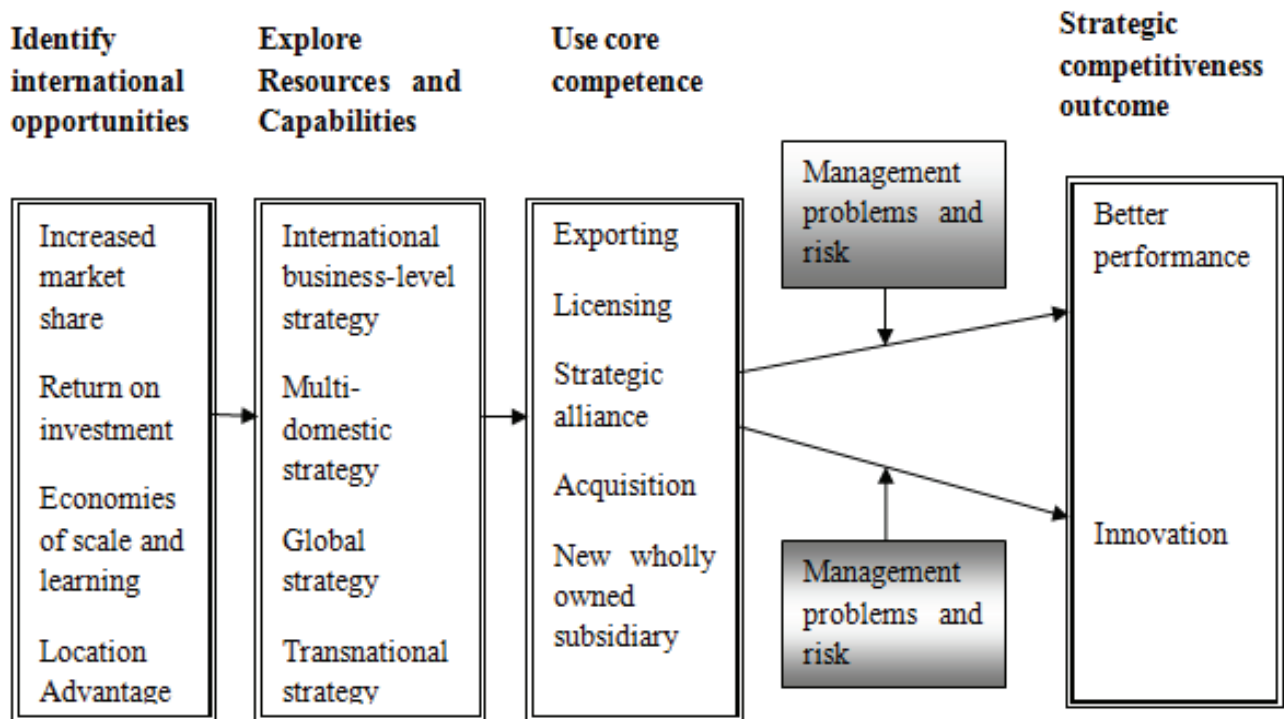 Identify
international
opportunities
Explore
Resources and
Capabilities
Use core
competence
Strategic
competitiveness
outcome
Increased
market
share
Return on
investment
Economies
of scale and
learning
Location
Advantage
International
business-level
strategy
Multi-
domestic
strategy
Global
strategy
Transnational
strategy
Exporting
Licensing
Strategic
alliance
Acquisition
New wholly
owned
subsidiary
Management
problems and
risk
Management
problems and
risk
Better
performance
Innovation